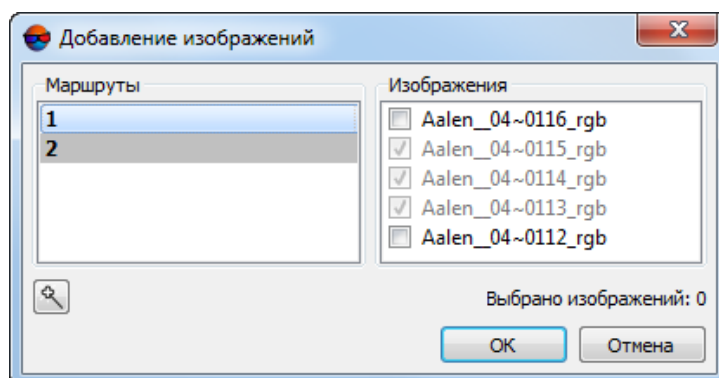 Добавление изображений
Маршруты
1
2
Изображения
Aalen__04~0116_rgb
Aalen__04~0115_rgb
Aalen__04~0114_rgb
Aalen__04~0113_rgb
Aalen__04~0112_rgb
Выбрано изображений: 0
OK
Отмена